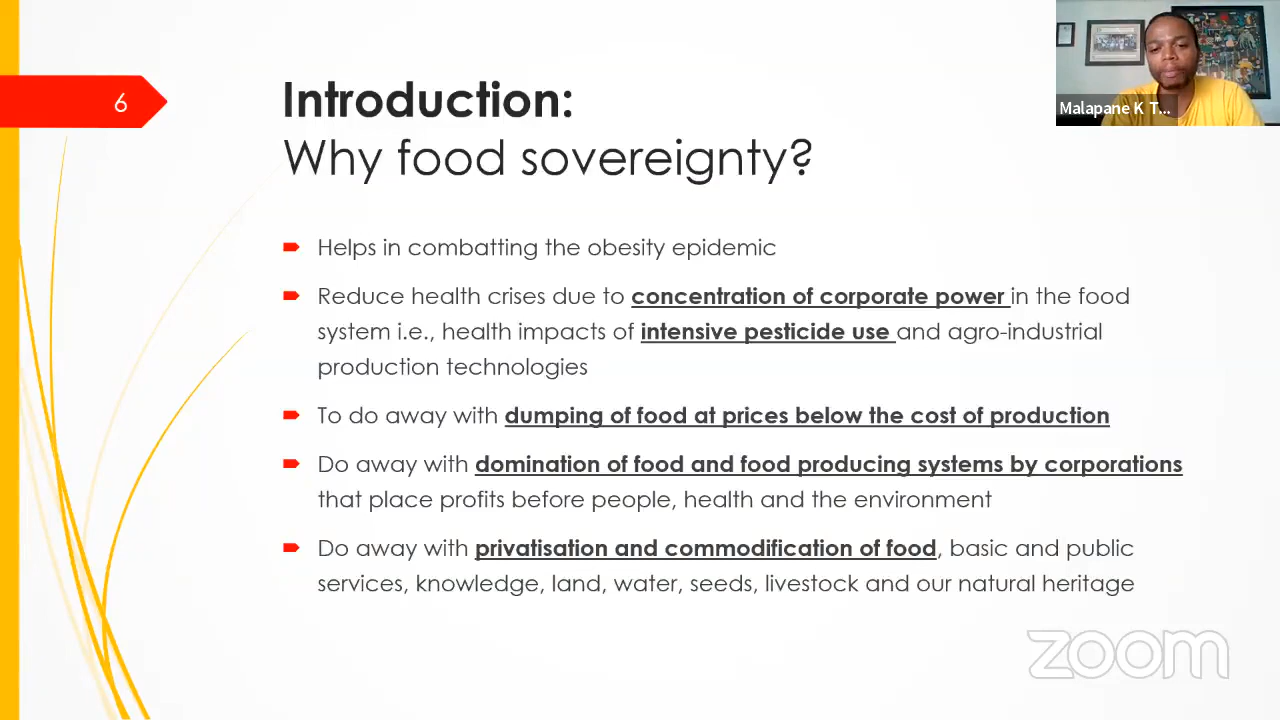 6
Introduction:
Why food sovereignty?
Malapane K T...
Helps in combatting the obesity epidemic
Reduce health crises due to concentration of corporate power in the food
system i.e., health impacts of intensive pesticide use and agro-industrial
production technologies
To do away with dumping of food at prices below the cost of production
Do away with domination of food and food producing systems by corporations
that place profits before people, health and the environment
Do away with privatisation and commodification of food, basic and public
services, knowledge, land, water, seeds, livestock and our natural heritage
zoom